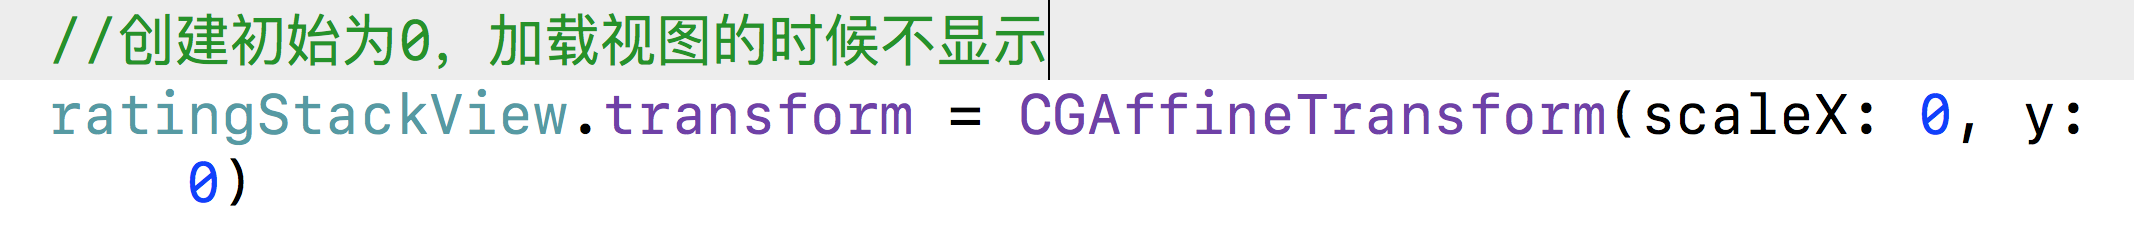 //创建初始为0，加载视图的时候不显示
ratingStackView.transform = CGAffineTransform(scaleX: 0, y:
0)